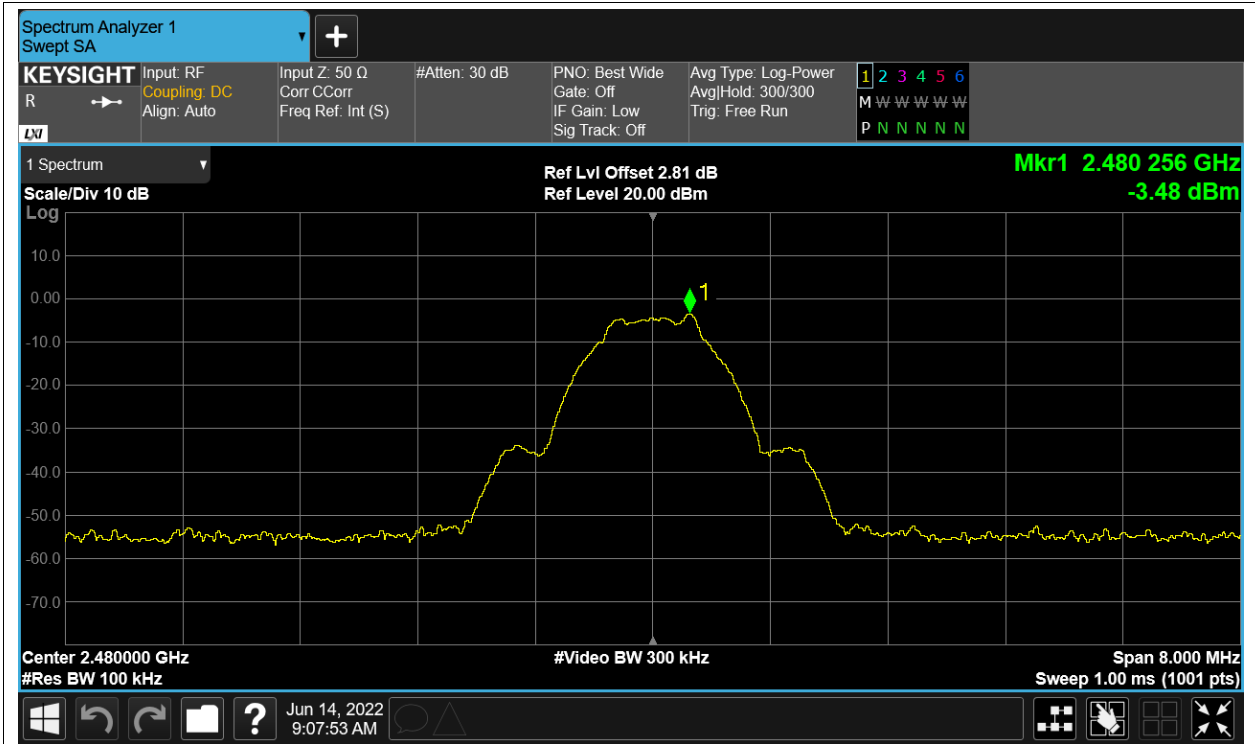 Spectrum Analyzer 1
Swept SA
KEYSIGHT
R
LXI
Input: RF
Coupling: DC
Align: Auto
Input Z: 50 Ω
Corr CCorr
Freq Ref: Int (S)
#Atten: 30 dB
PNO: Best Wide
Gate: Off
IF Gain: Low
Sig Track: Off
Avg Type: Log-Power
Avg|Hold: 300/300
Trig: Free Run
1 2 3 4 5 6
M W W W W W
P N N N N N
1 Spectrum
Scale/Div 10 dB
Log
Ref Lvl Offset 2.81 dB
Ref Level 20.00 dBm
Mkr1 2.480 256 GHz
-3.48 dBm
10.0
0.00
-10.0
-20.0
-30.0
-40.0
-50.0
-60.0
-70.0
1
Center 2.480000 GHz
#Res BW 100 kHz
#Video BW 300 kHz
Span 8.000 MHz
Sweep 1.00 ms (1001 pts)
?
Jun 14, 2022
9:07:53 AM